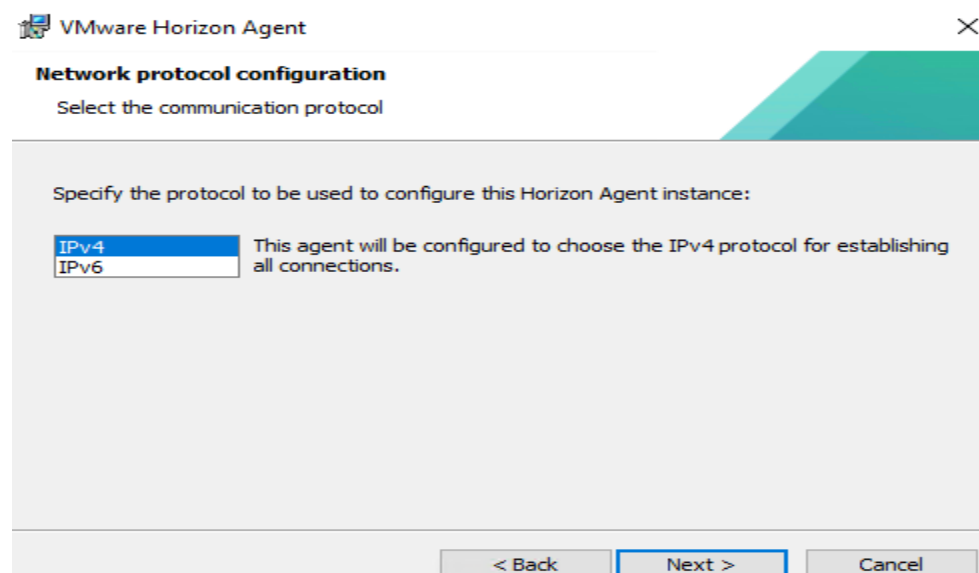 VMware Horizon Agent
Network protocol configuration
Select the communication protocol
Specify the protocol to be used to configure this Horizon Agent instance:
IPv4
IPv6
This agent will be configured to choose the IPv4 protocol for establishing
all connections.
< Back
Next >
Cancel